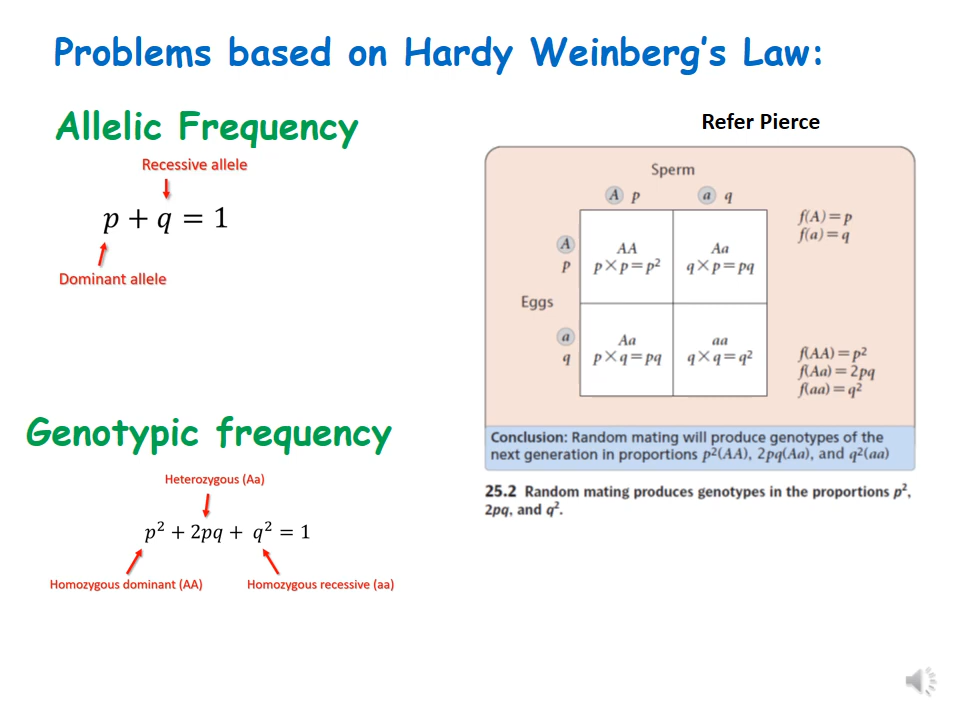 Problems based on Hardy Weinberg's Law:
Allelic Frequency
Recessive allele
p + q = 1
Dominant allele
Genotypic frequency
Heterozygous (Aa)
p² + 2pq + q² = 1
Homozygous dominant (AA)
Homozygous recessive (aa)
Refer Pierce
Sperm
A p
a q
Eggs
A
p
AA
p×p=p²
Aa
q×p=pq
a
q
Aa
p×q=pq
aa
q×q=q²
f(A)=p
f(a)=q
f(AA)=p²
f(Aa)=2pq
f(aa)=q²
Conclusion: Random mating will produce genotypes of the
next generation in proportions p²(AA), 2pq(Aa), and q²(aa)
25.2 Random mating produces genotypes in the proportions p²,
2pq, and q².